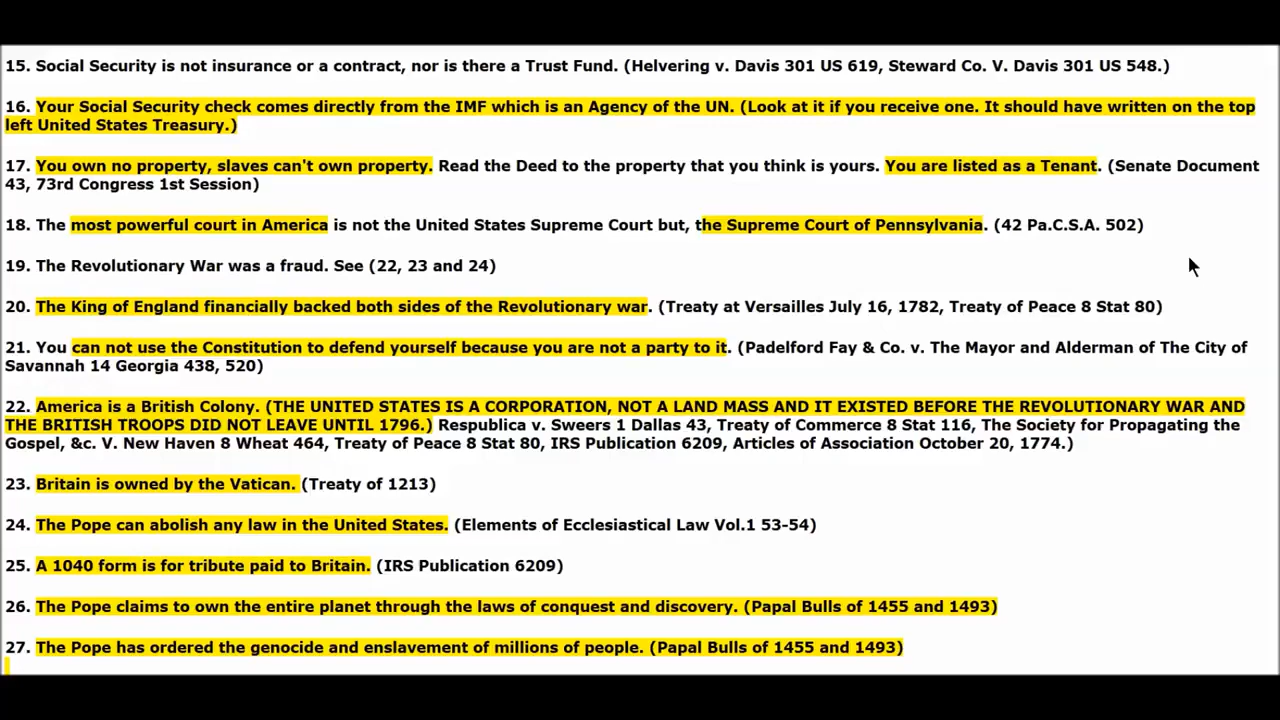 15. Social Security is not insurance or a contract, nor is there a Trust Fund. (Helvering v. Davis 301 US 619, Steward Co. V. Davis 301 US 548.)
16. Your Social Security check comes directly from the IMF which is an Agency of the UN. (Look at it if you receive one. It should have written on the top
left United States Treasury.)
17. You own no property, slaves can't own property. Read the Deed to the property that you think is yours. You are listed as a Tenant. (Senate Document
43, 73rd Congress 1st Session)
18. The most powerful court in America is not the United States Supreme Court but, the Supreme Court of Pennsylvania. (42 Pa.C.S.A. 502)
19. The Revolutionary War was a fraud. See (22, 23 and 24)
20. The King of England financially backed both sides of the Revolutionary war. (Treaty at Versailles July 16, 1782, Treaty of Peace 8 Stat 80)
21. You can not use the Constitution to defend yourself because you are not a party to it. (Padelford Fay & Co. v. The Mayor and Alderman of The City of
Savannah 14 Georgia 438, 520)
22. America is a British Colony. (THE UNITED STATES IS A CORPORATION, NOT A LAND MASS AND IT EXISTED BEFORE THE REVOLUTIONARY WAR AND
THE BRITISH TROOPS DID NOT LEAVE UNTIL 1796.) Respublica v. Sweers 1 Dallas 43, Treaty of Commerce 8 Stat 116, The Society for Propagating the
Gospel, &c. V. New Haven 8 Wheat 464, Treaty of Peace 8 Stat 80, IRS Publication 6209, Articles of Association October 20, 1774.)
23. Britain is owned by the Vatican. (Treaty of 1213)
24. The Pope can abolish any law in the United States. (Elements of Ecclesiastical Law Vol.1 53-54)
25. A 1040 form is for tribute paid to Britain. (IRS Publication 6209)
26. The Pope claims to own the entire planet through the laws of conquest and discovery. (Papal Bulls of 1455 and 1493)
27. The Pope has ordered the genocide and enslavement of millions of people. (Papal Bulls of 1455 and 1493)